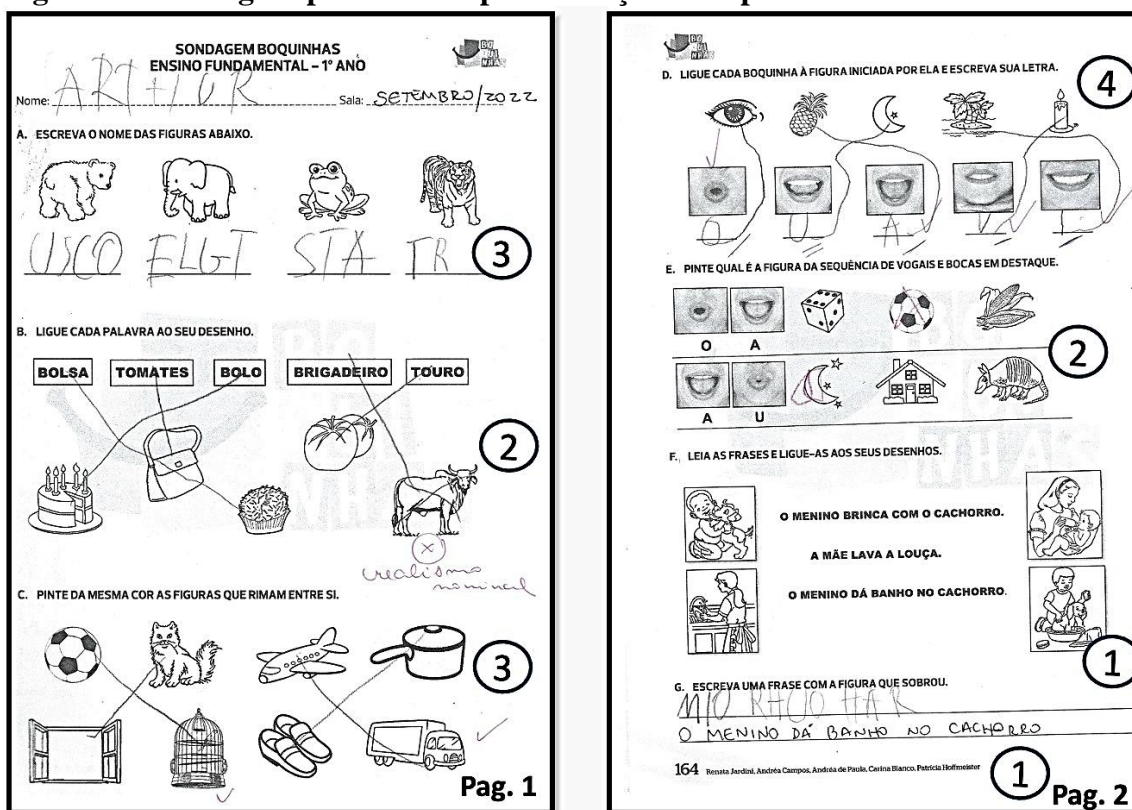 SONDAGEM BOQUINHAS
ENSINO FUNDAMENTAL – 1º ANO
BO
QUI
NHAS
Nome: ARTHUR Sala: SETEMBRO/2022
A. ESCREVA O NOME DAS FIGURAS ABAIXO.
USCO ELGT STA TR 3
B. LIGUE CADA PALAVRA AO SEU DESENHO.
BOLSA TOMATES BOLO BRIGADEIRO TOURO
2
X
realismo
nominal
C. PINTE DA MESMA COR AS FIGURAS QUE RIMAM ENTRE SI.
3
Pag. 1
BO
QUI
NHAS
D. LIGUE CADA BOQUINHA À FIGURA INICIADA POR ELA E ESCREVA SUA LETRA.
4
O U A V L
E. PINTE QUAL É A FIGURA DA SEQUÊNCIA DE VOGAIS E BOCAS EM DESTAQUE.
O A
2
A U
F. LEIA AS FRASES E LIGUE-AS AOS SEUS DESENHOS.
O MENINO BRINCA COM O CACHORRO.
A MÃE LAVA A LOUÇA.
O MENINO DÁ BANHO NO CACHORRO.
1
G. ESCREVA UMA FRASE COM A FIGURA QUE SOBROU.
O MENINO DÁ BANHO NO CACHORRO
164 Renata Jardini, Andréa Campos, Andréa de Paula, Carina Bianco, Patrícia Hoffmeister
1
Pag. 2